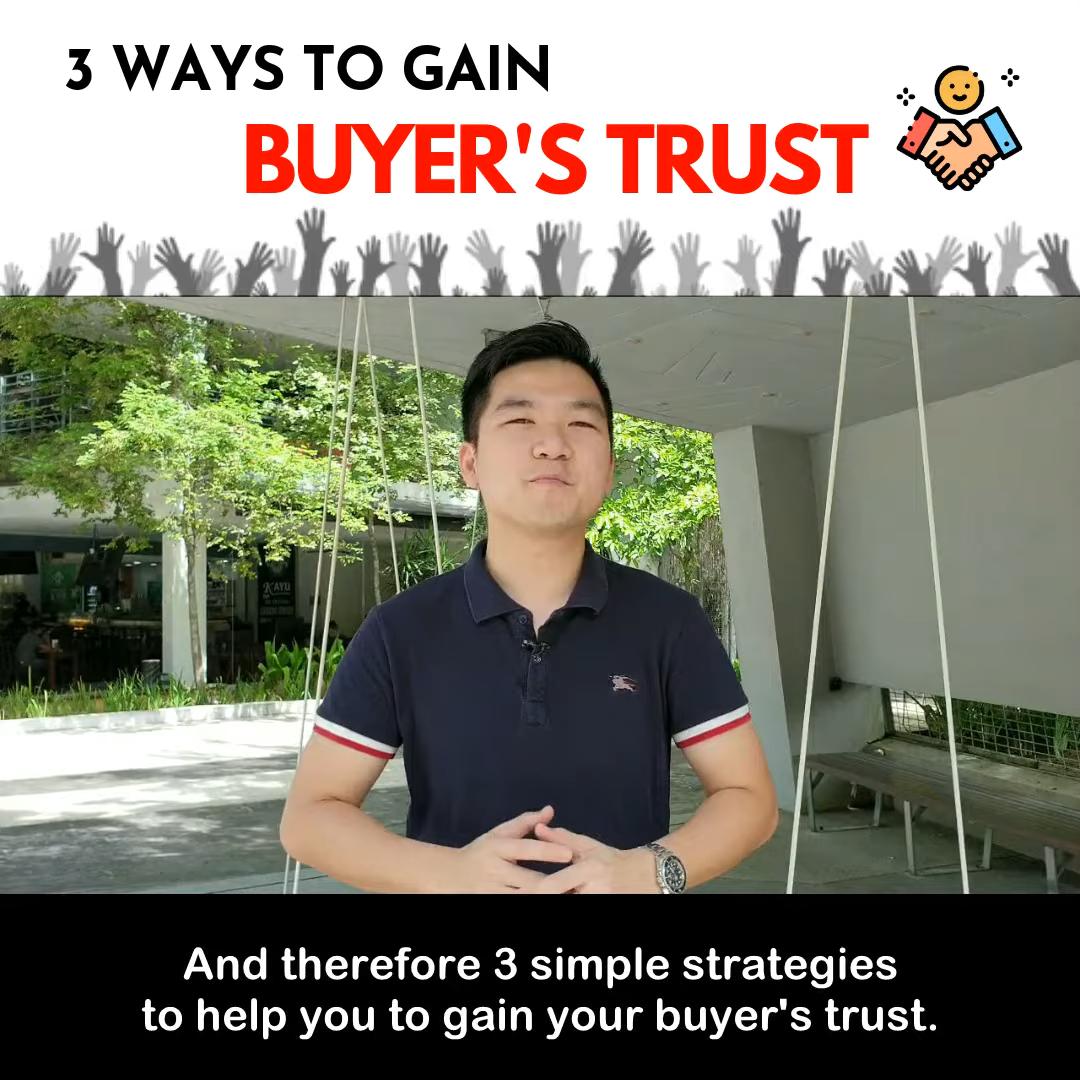 3 WAYS TO GAIN
BUYER'S TRUST
KAYU
And therefore 3 simple strategies
to help you to gain your buyer's trust.